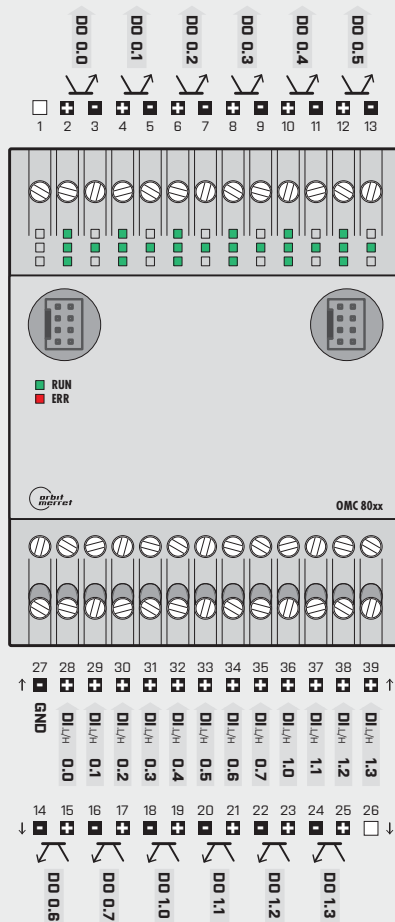 DO 0.0 DO 0.1 DO 0.2 DO 0.3 DO 0.4 DO 0.5
+ - + - + - + - + - + -
1 2 3 4 5 6 7 8 9 10 11 12 13
RUN
ERR
orbit
merret
OMC 80xx
27 28 29 30 31 32 33 34 35 36 37 38 39
↑ - + + + + + + + + + + + + ↑
GND DI L/H 0.0 DI L/H 0.1 DI L/H 0.2 DI L/H 0.3 DI L/H 0.4 DI L/H 0.5 DI L/H 0.6 DI L/H 0.7 DI L/H 1.0 DI L/H 1.1 DI L/H 1.2 DI L/H 1.3
14 15 16 17 18 19 20 21 22 23 24 25 26
↓ - + - + - + - + - + - + ↓
DO 0.6 DO 0.7 DO 1.0 DO 1.1 DO 1.2 DO 1.3